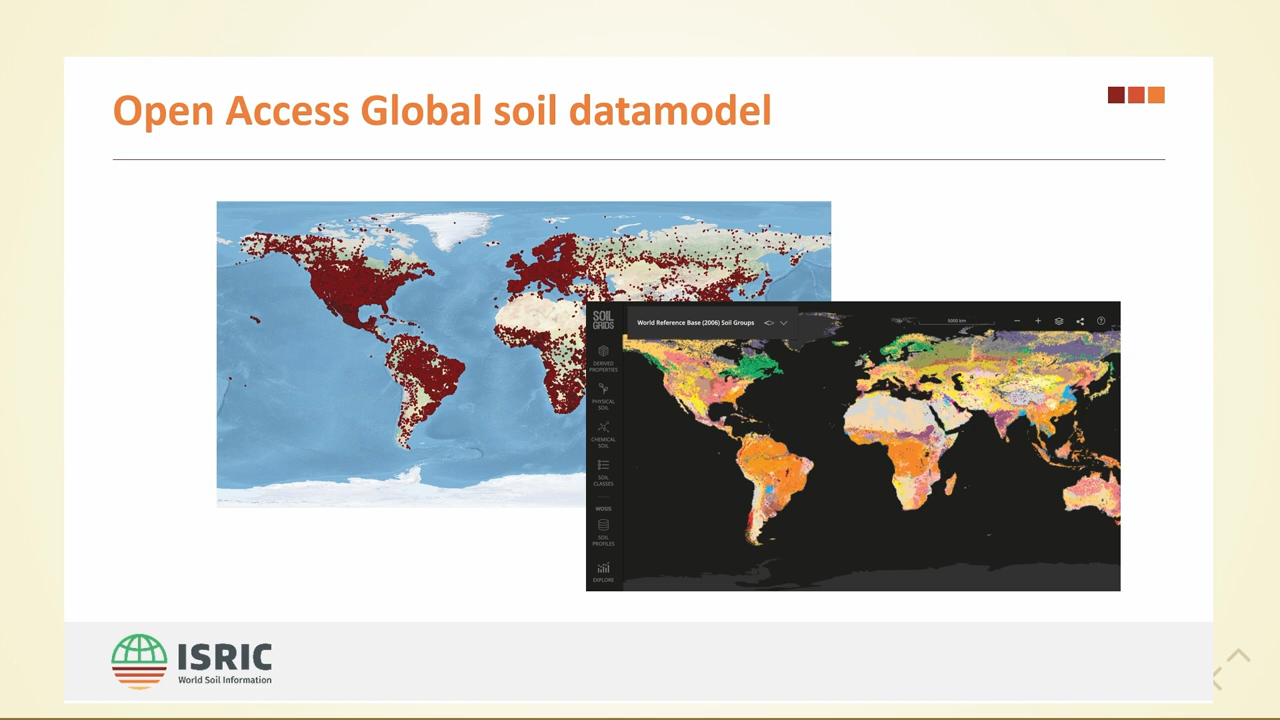 Open Access Global soil datamodel
SOIL
GRIDS
World Reference Base (2006) Soil Groups
5000 km
DERIVED
PROPERTIES
PHYSICAL
SOIL
CHEMICAL
SOIL
SOIL
CLASSES
WOSIS
SOIL
PROFILES
EXPLORE
ISRIC
World Soil Information